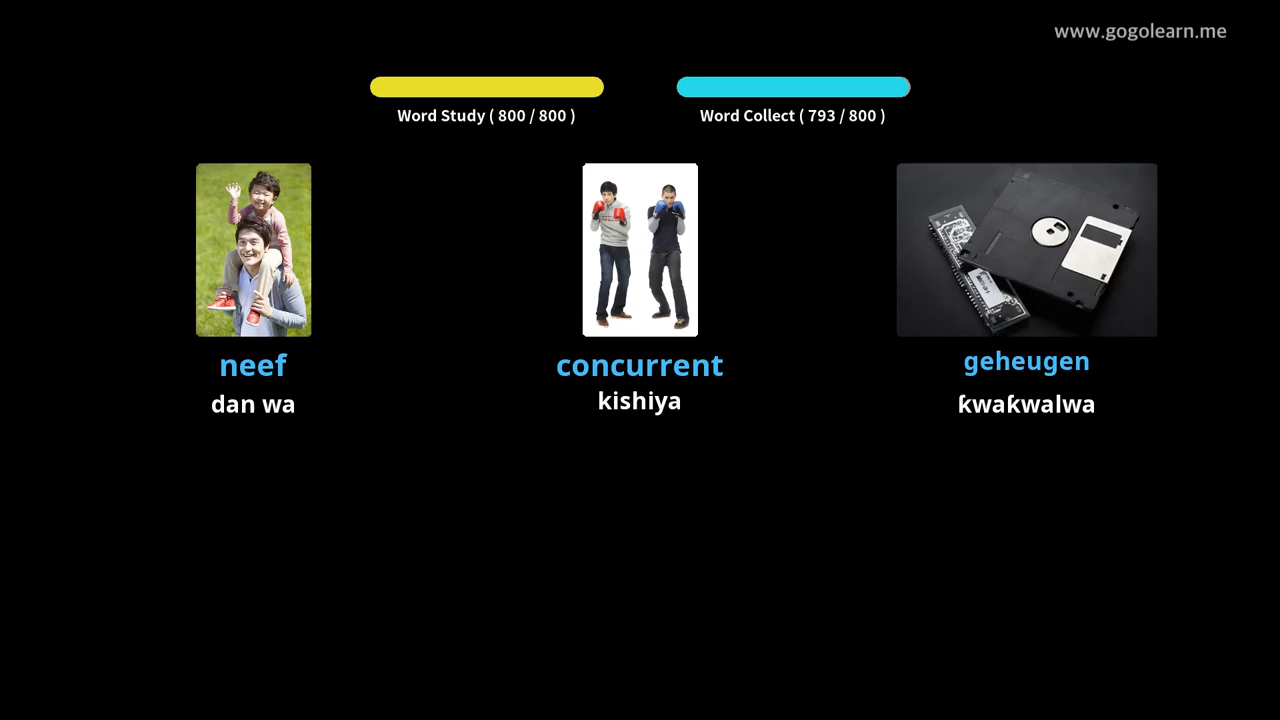 www.gogolearn.me
Word Study ( 800 / 800 )
Word Collect ( 793 / 800 )
neef
dan wa
concurrent
kishiya
geheugen
ƙwaƙwalwa